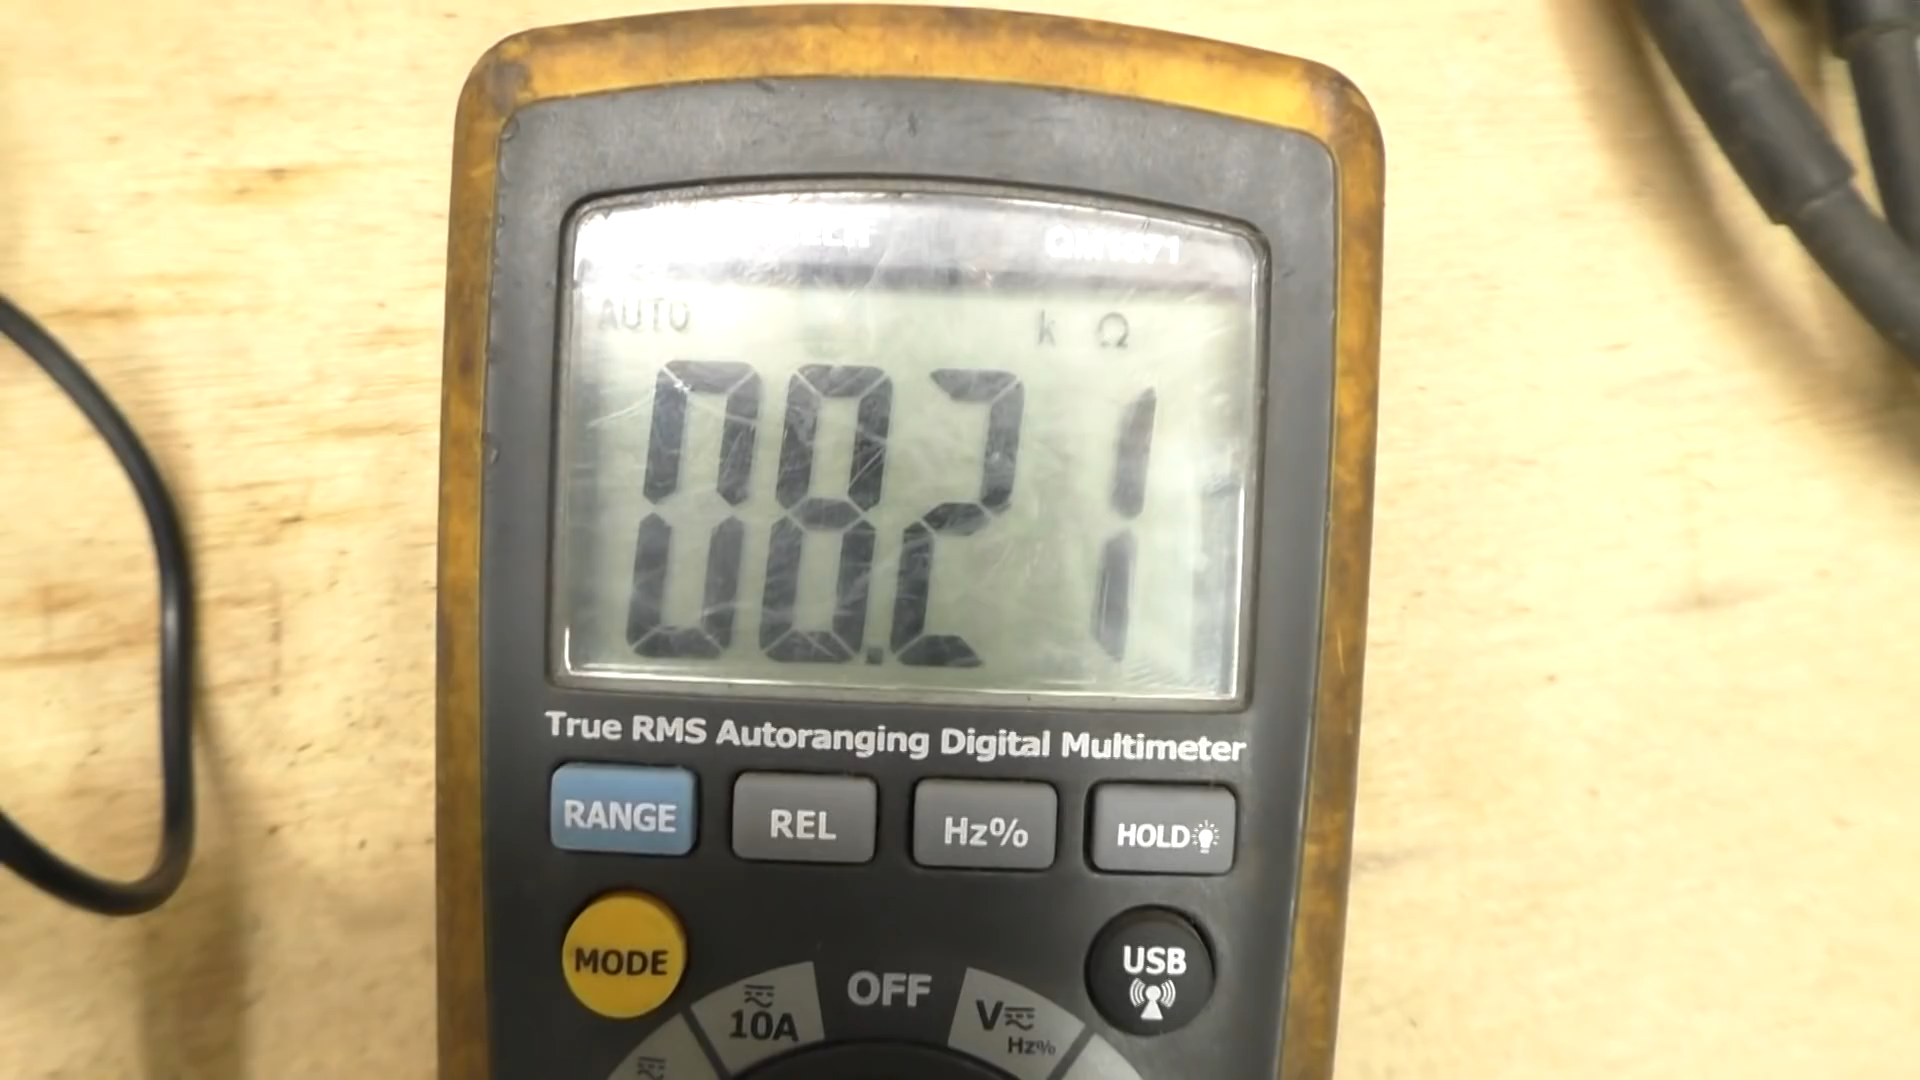 AUTO
k Ω
08.21
True RMS Autoranging Digital Multimeter
RANGE
REL
Hz%
HOLD
MODE
OFF
USB
10A
V
Hz%